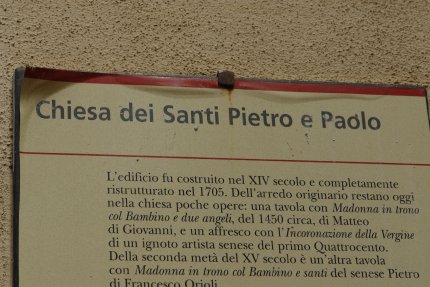 Chiesa dei Santi Pietro e Paolo
L'edificio fu costruito nel XIV secolo e completamente
ristrutturato nel 1705. Dell'arredo originario restano oggi
nella chiesa poche opere: una tavola con Madonna in trono
col Bambino e due angeli, del 1450 circa, di Matteo
di Giovanni, e un affresco con l'Incoronazione della Vergine
di un ignoto artista senese del primo Quattrocento.
Della seconda metà del XV secolo è un'altra tavola
con Madonna in trono col Bambino e santi del senese Pietro
di Francesco Orioli.